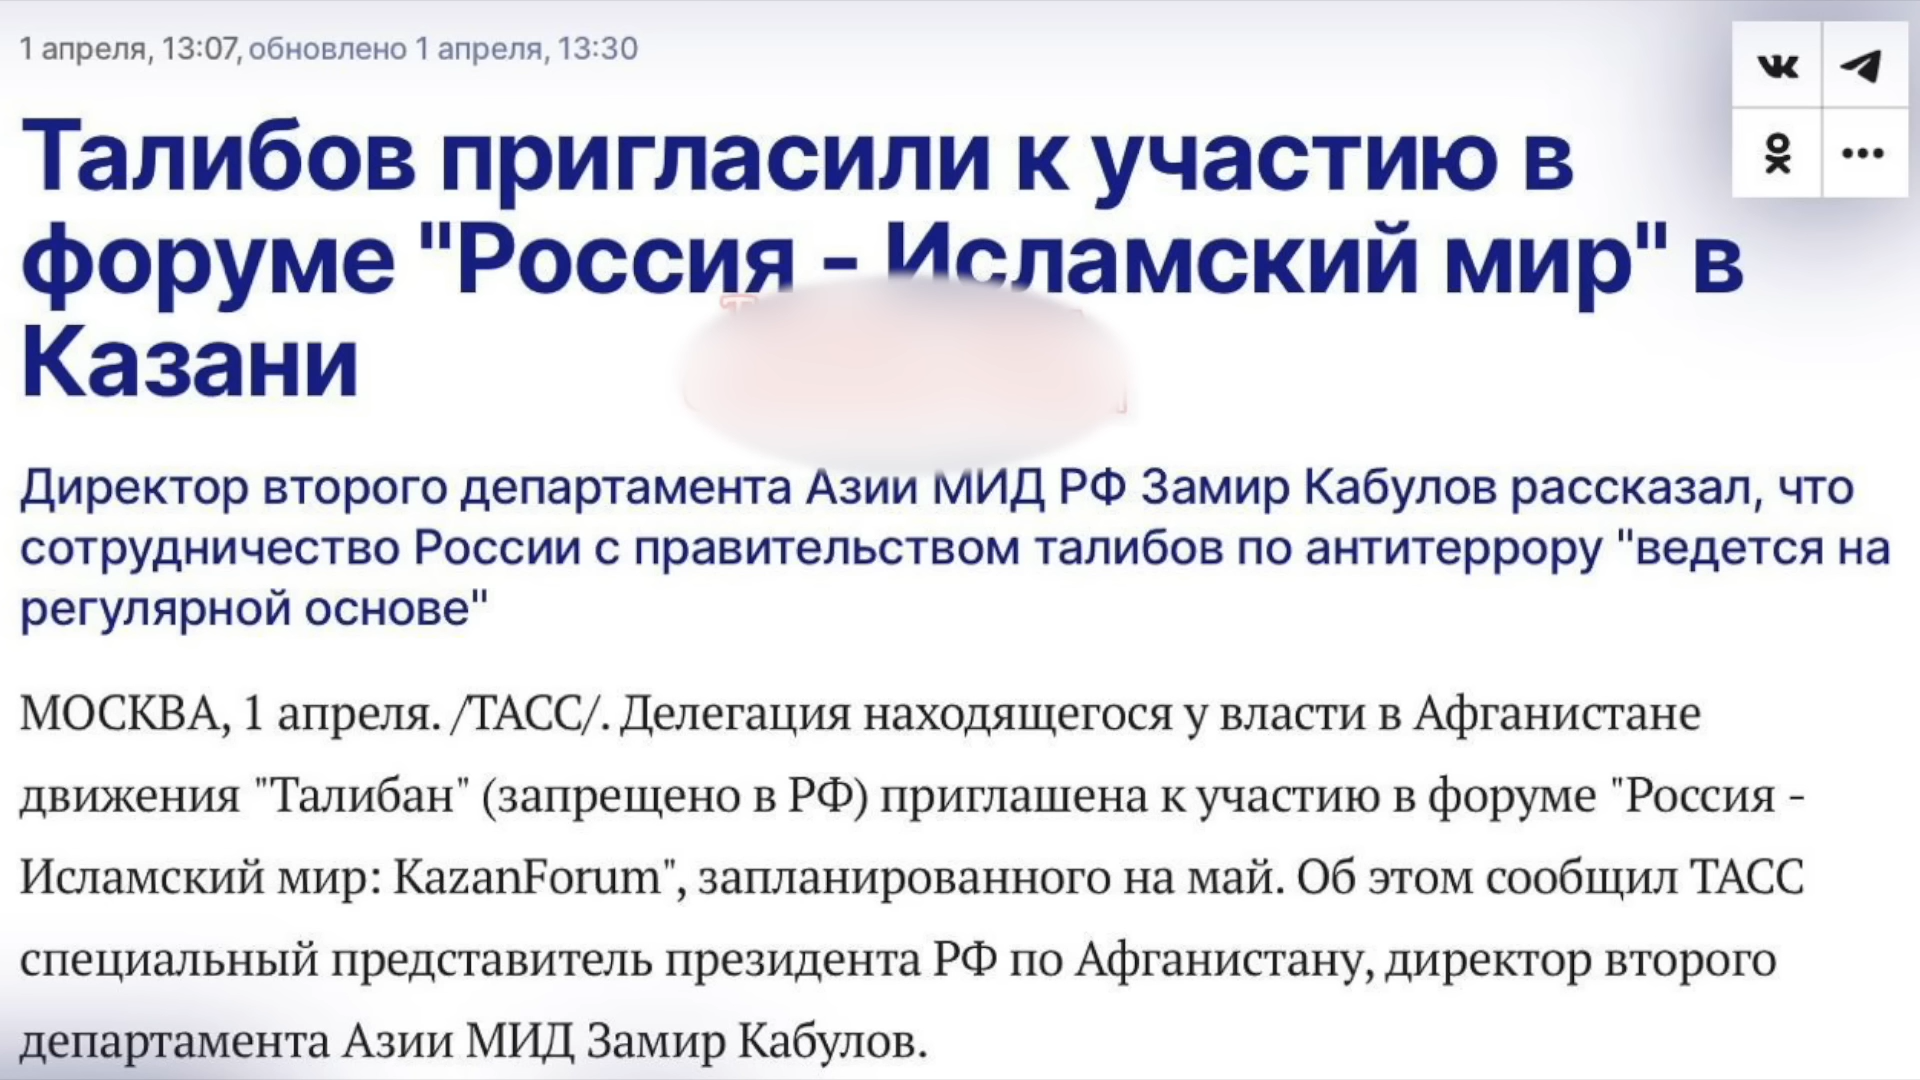 1 апреля, 13:07, обновлено 1 апреля, 13:30
Талибов пригласили к участию в
форуме "Россия - Исламский мир" в
Казани
Директор второго департамента Азии МИД РФ Замир Кабулов рассказал, что
сотрудничество России с правительством талибов по антитеррору "ведется на
регулярной основе"
МОСКВА, 1 апреля. /ТАСС/. Делегация находящегося у власти в Афганистане
движения "Талибан" (запрещено в РФ) приглашена к участию в форуме "Россия -
Исламский мир: KazanForum", запланированного на май. Об этом сообщил ТАСС
специальный представитель президента РФ по Афганистану, директор второго
департамента Азии МИД Замир Кабулов.